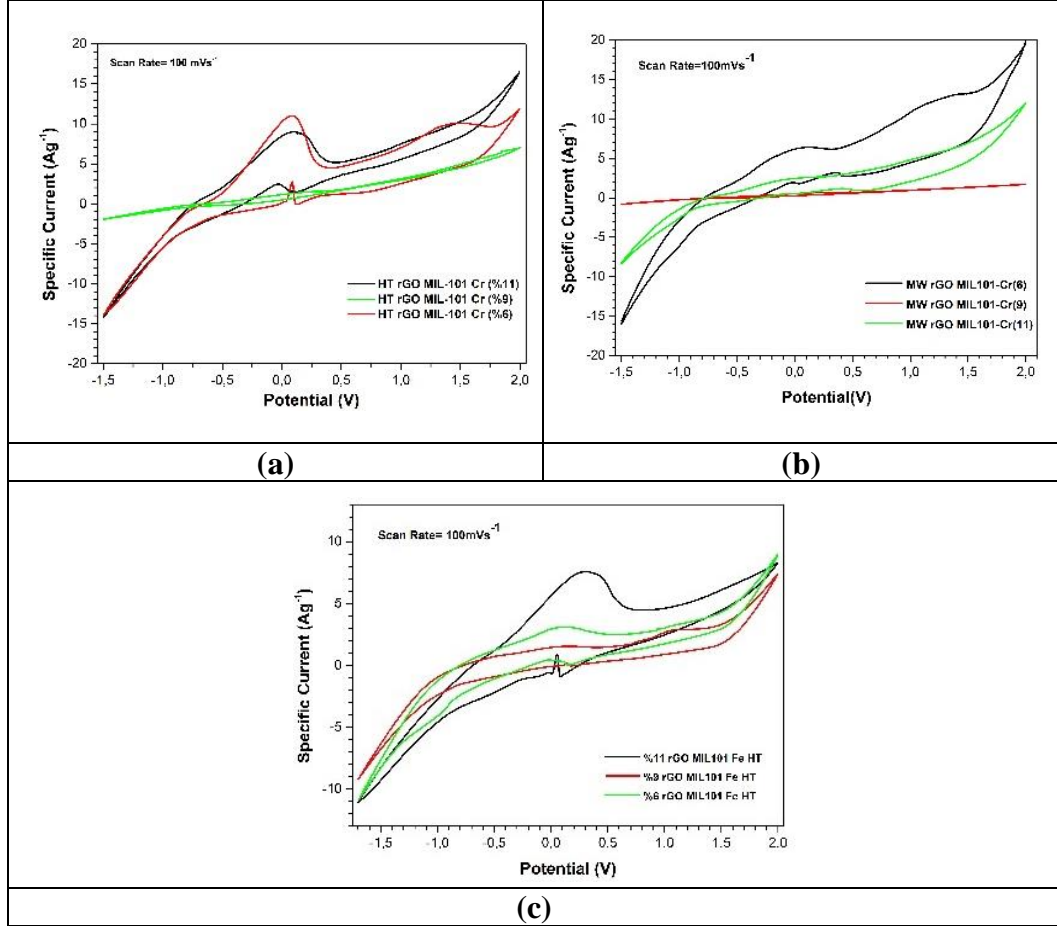 Scan Rate= 100 mVs⁻
Specific Current (Ag⁻¹)
20
15
10
5
0
-5
-10
-15
-20
HT rGO MIL-101 Cr (%11)
HT rGO MIL-101 Cr (%9)
HT rGO MIL-101 Cr (%6)
-1,5 -1,0 -0,5 0,0 0,5 1,0 1,5 2,0
Potential (V)
(a)
Scan Rate=100mVs⁻¹
Specific Current (Ag⁻¹)
20
15
10
5
0
-5
-10
-15
-20
MW rGO MIL101-Cr(6)
MW rGO MIL101-Cr(9)
MW rGO MIL101-Cr(11)
-1,5 -1,0 -0,5 0,0 0,5 1,0 1,5 2,0
Potential(V)
(b)
Scan Rate= 100mVs⁻¹
Specific Current (Ag⁻¹)
10
5
0
-5
-10
%11 rGO MIL101 Fe HT
%9 rGO MIL101 Fe HT
%6 rGO MIL101 Fe HT
-1,5 -1,0 -0,5 0,0 0,5 1,0 1,5 2,0
Potential (V)
(c)